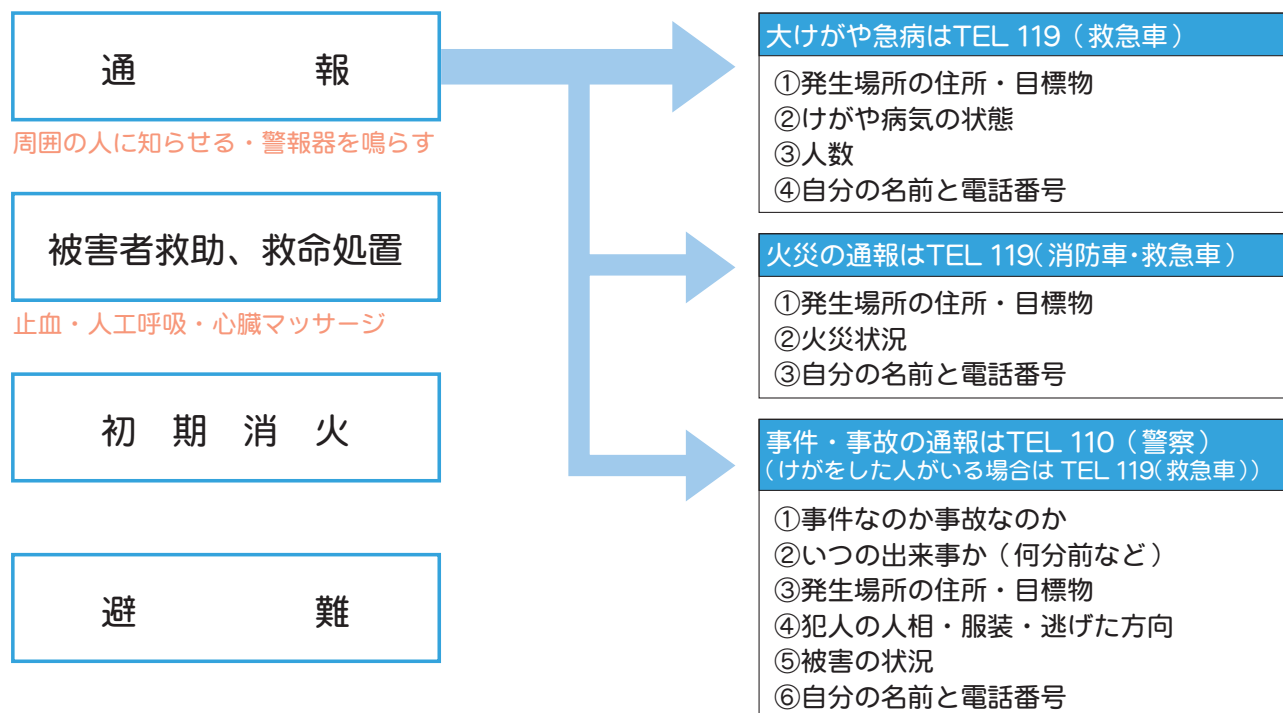 通報
周囲の人に知らせる・警報器を鳴らす
被害者救助、救命処置
止血・人工呼吸・心臓マッサージ
初期消火
避難
大けがや急病はTEL 119（救急車）
①発生場所の住所・目標物
②けがや病気の状態
③人数
④自分の名前と電話番号
火災の通報はTEL 119（消防車・救急車）
①発生場所の住所・目標物
②火災状況
③自分の名前と電話番号
事件・事故の通報はTEL 110（警察）
（けがをした人がいる場合は TEL 119（救急車））
①事件なのか事故なのか
②いつの出来事か（何分前など）
③発生場所の住所・目標物
④犯人の人相・服装・逃げた方向
⑤被害の状況
⑥自分の名前と電話番号